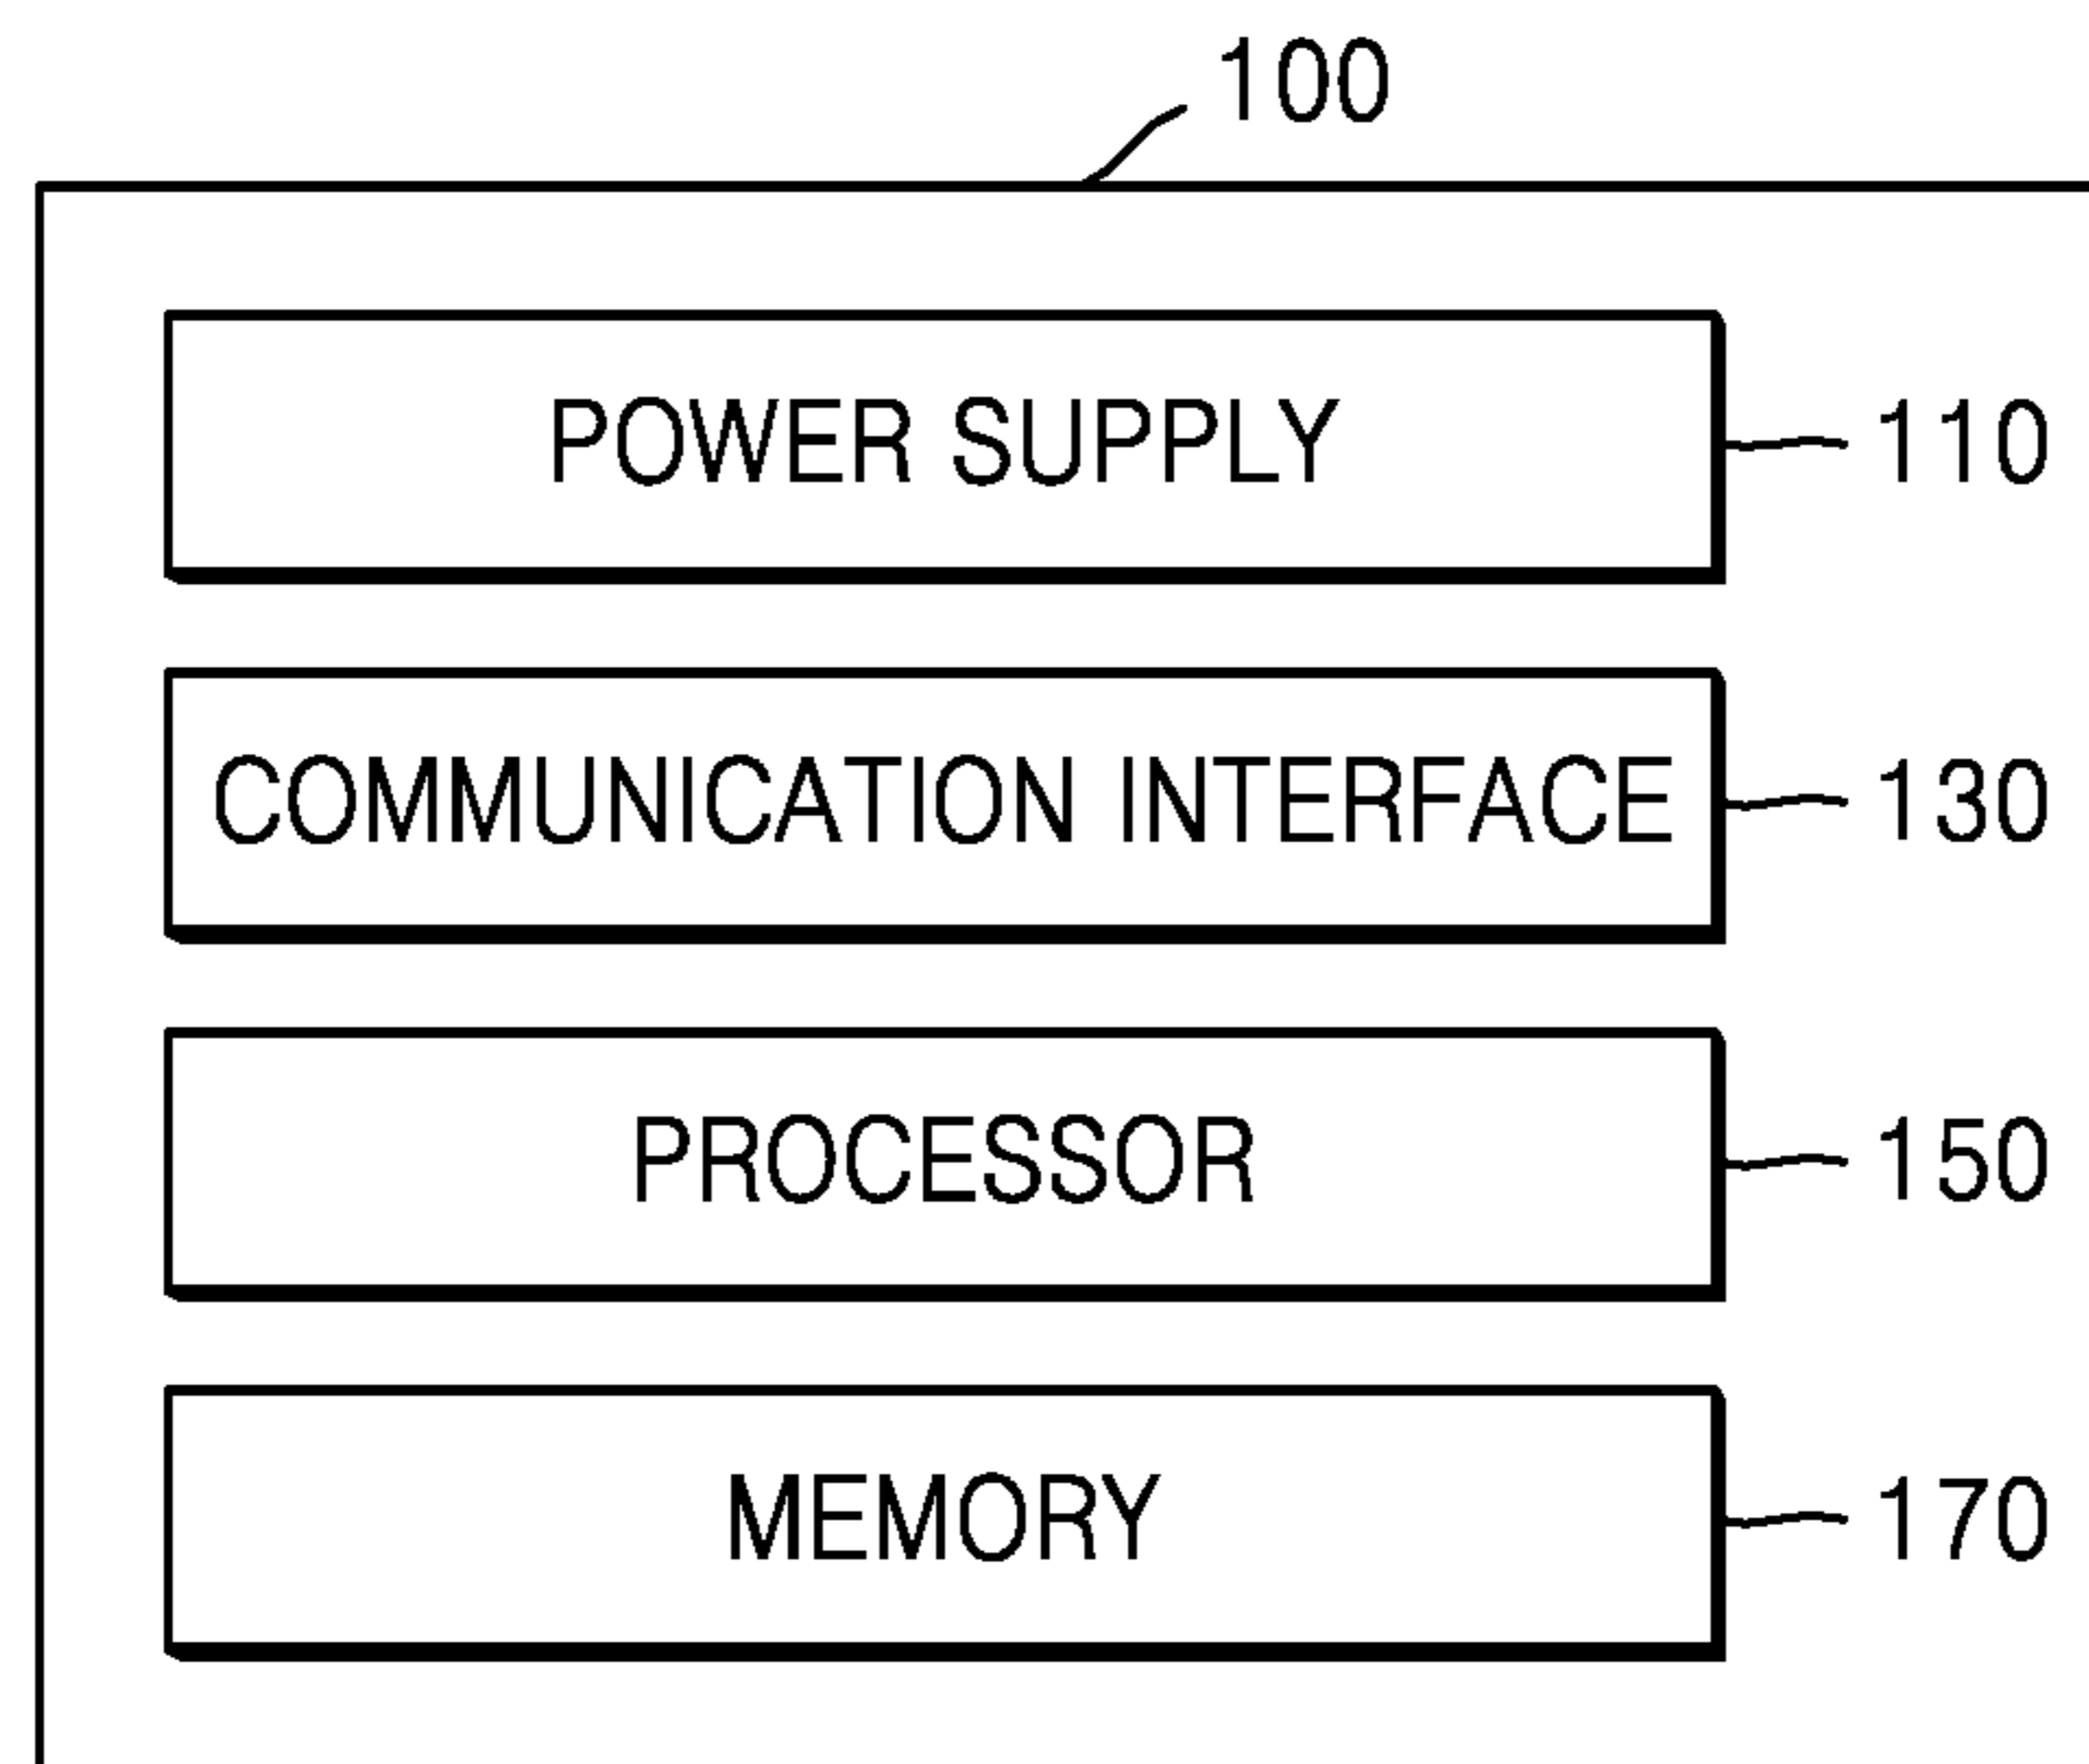 100
POWER SUPPLY 110
COMMUNICATION INTERFACE 130
PROCESSOR 150
MEMORY 170